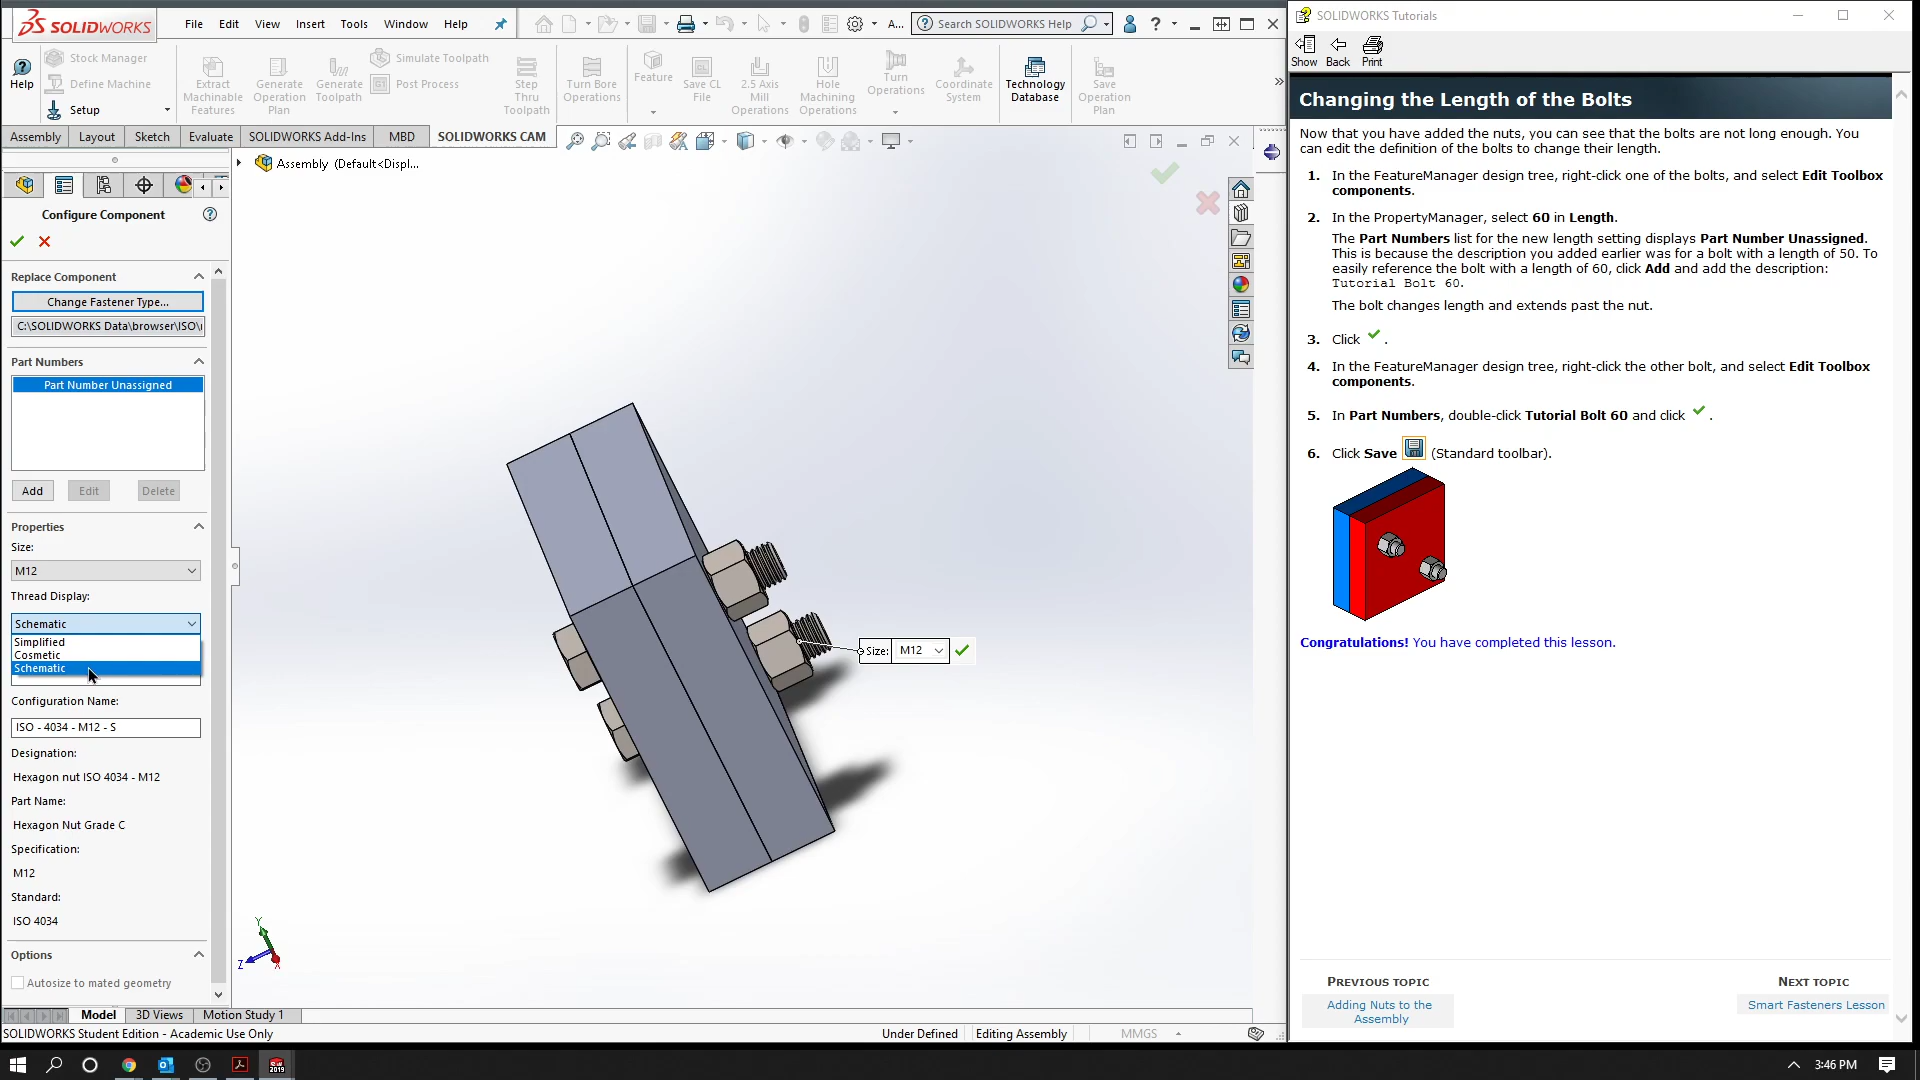 SOLIDWORKS
File Edit View Insert Tools Window Help
A...
Search SOLIDWORKS Help
Help
Stock Manager
Define Machine
Setup
Extract Machinable Features
Generate Operation Plan
Generate Toolpath
Simulate Toolpath
Post Process
Step Thru Toolpath
Turn Bore Operations
Feature
Save CL File
2.5 Axis Mill Operations
Hole Machining Operations
Turn Operations
Coordinate System
Technology Database
Save Operation Plan
Assembly Layout Sketch Evaluate SOLIDWORKS Add-Ins MBD SOLIDWORKS CAM
Assembly (Default<Displ...
Configure Component
Replace Component
Change Fastener Type...
C:\SOLIDWORKS Data\browser\ISO\
Part Numbers
Part Number Unassigned
Add Edit Delete
Properties
Size:
M12
Thread Display:
Schematic
Simplified
Cosmetic
Schematic
Configuration Name:
ISO - 4034 - M12 - S
Designation:
Hexagon nut ISO 4034 - M12
Part Name:
Hexagon Nut Grade C
Specification:
M12
Standard:
ISO 4034
Options
Autosize to mated geometry
Size: M12
Y
Z
X
Model 3D Views Motion Study 1
SOLIDWORKS Student Edition - Academic Use Only
Under Defined Editing Assembly MMGS
SOLIDWORKS Tutorials
Show Back Print
Changing the Length of the Bolts
Now that you have added the nuts, you can see that the bolts are not long enough. You
can edit the definition of the bolts to change their length.
1. In the FeatureManager design tree, right-click one of the bolts, and select Edit Toolbox
components.
2. In the PropertyManager, select 60 in Length.
The Part Numbers list for the new length setting displays Part Number Unassigned.
This is because the description you added earlier was for a bolt with a length of 50. To
easily reference the bolt with a length of 60, click Add and add the description:
Tutorial Bolt 60.
The bolt changes length and extends past the nut.
3. Click .
4. In the FeatureManager design tree, right-click the other bolt, and select Edit Toolbox
components.
5. In Part Numbers, double-click Tutorial Bolt 60 and click .
6. Click Save (Standard toolbar).
Congratulations! You have completed this lesson.
PREVIOUS TOPIC
Adding Nuts to the
Assembly
NEXT TOPIC
Smart Fasteners Lesson
2019
3:46 PM